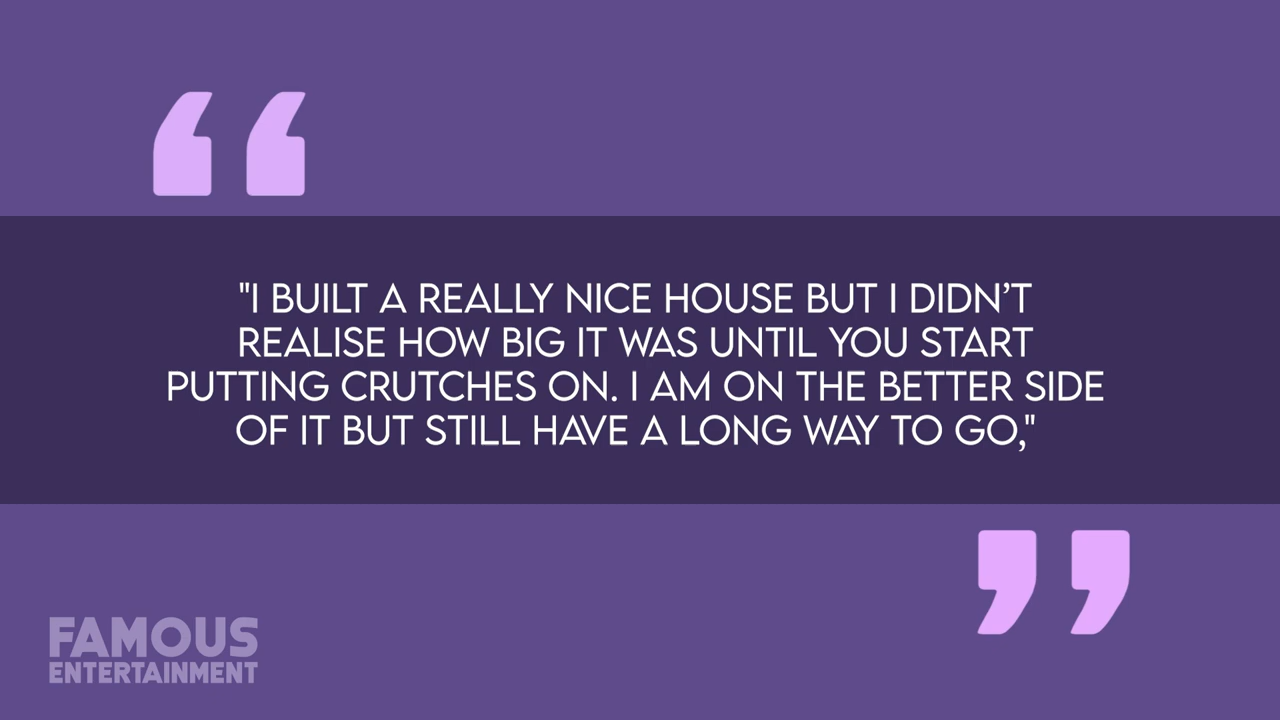 "I BUILT A REALLY NICE HOUSE BUT I DIDN’T
REALISE HOW BIG IT WAS UNTIL YOU START
PUTTING CRUTCHES ON. I AM ON THE BETTER SIDE
OF IT BUT STILL HAVE A LONG WAY TO GO,"
FAMOUS
ENTERTAINMENT